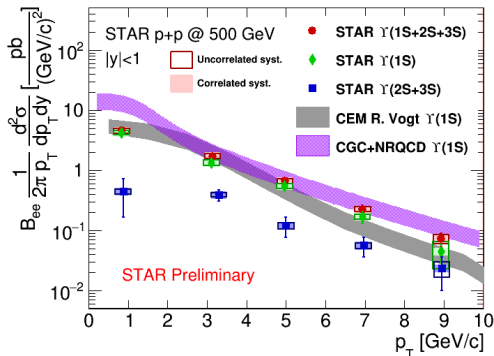 STAR p+p @ 500 GeV
|y|<1
Uncorrelated syst.
Correlated syst.
STAR ϒ(1S+2S+3S)
STAR ϒ(1S)
STAR ϒ(2S+3S)
CEM R. Vogt ϒ(1S)
CGC+NRQCD ϒ(1S)
STAR Preliminary
B_ee 1/2π d²σ/p_T dp_T dy [pb/(GeV/c)²]
10²
10
1
10⁻¹
10⁻²
0 1 2 3 4 5 6 7 8 9 10
p_T [GeV/c]